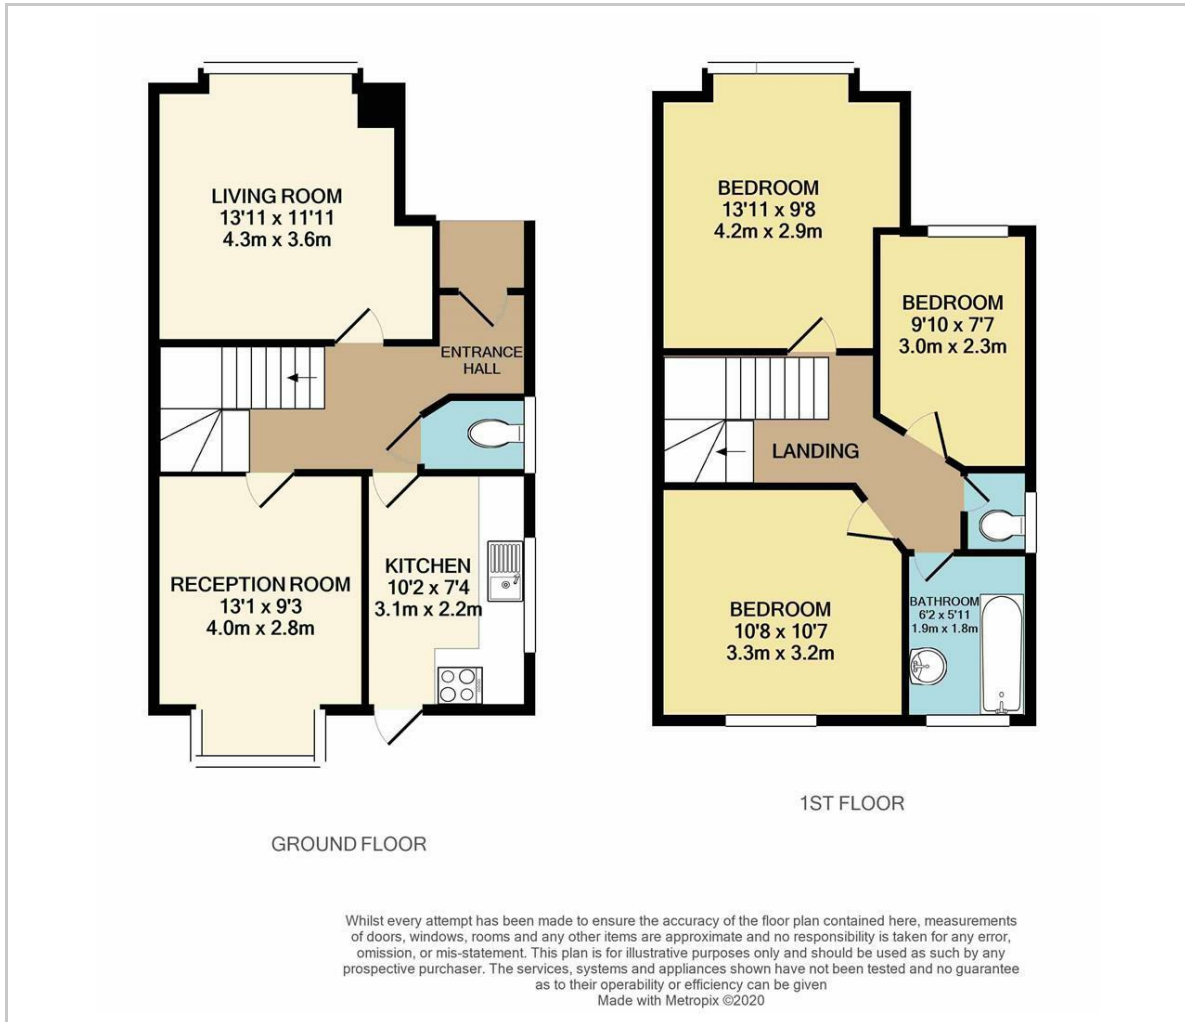 LIVING ROOM
13'11 x 11'11
4.3m x 3.6m
ENTRANCE
HALL
RECEPTION ROOM
13'1 x 9'3
4.0m x 2.8m
KITCHEN
10'2 x 7'4
3.1m x 2.2m
GROUND FLOOR
BEDROOM
13'11 x 9'8
4.2m x 2.9m
BEDROOM
9'10 x 7'7
3.0m x 2.3m
LANDING
BEDROOM
10'8 x 10'7
3.3m x 3.2m
BATHROOM
6'2 x 5'11
1.9m x 1.8m
1ST FLOOR
Whilst every attempt has been made to ensure the accuracy of the floor plan contained here, measurements
of doors, windows, rooms and any other items are approximate and no responsibility is taken for any error,
omission, or mis-statement. This plan is for illustrative purposes only and should be used as such by any
prospective purchaser. The services, systems and appliances shown have not been tested and no guarantee
as to their operability or efficiency can be given
Made with Metropix ©2020